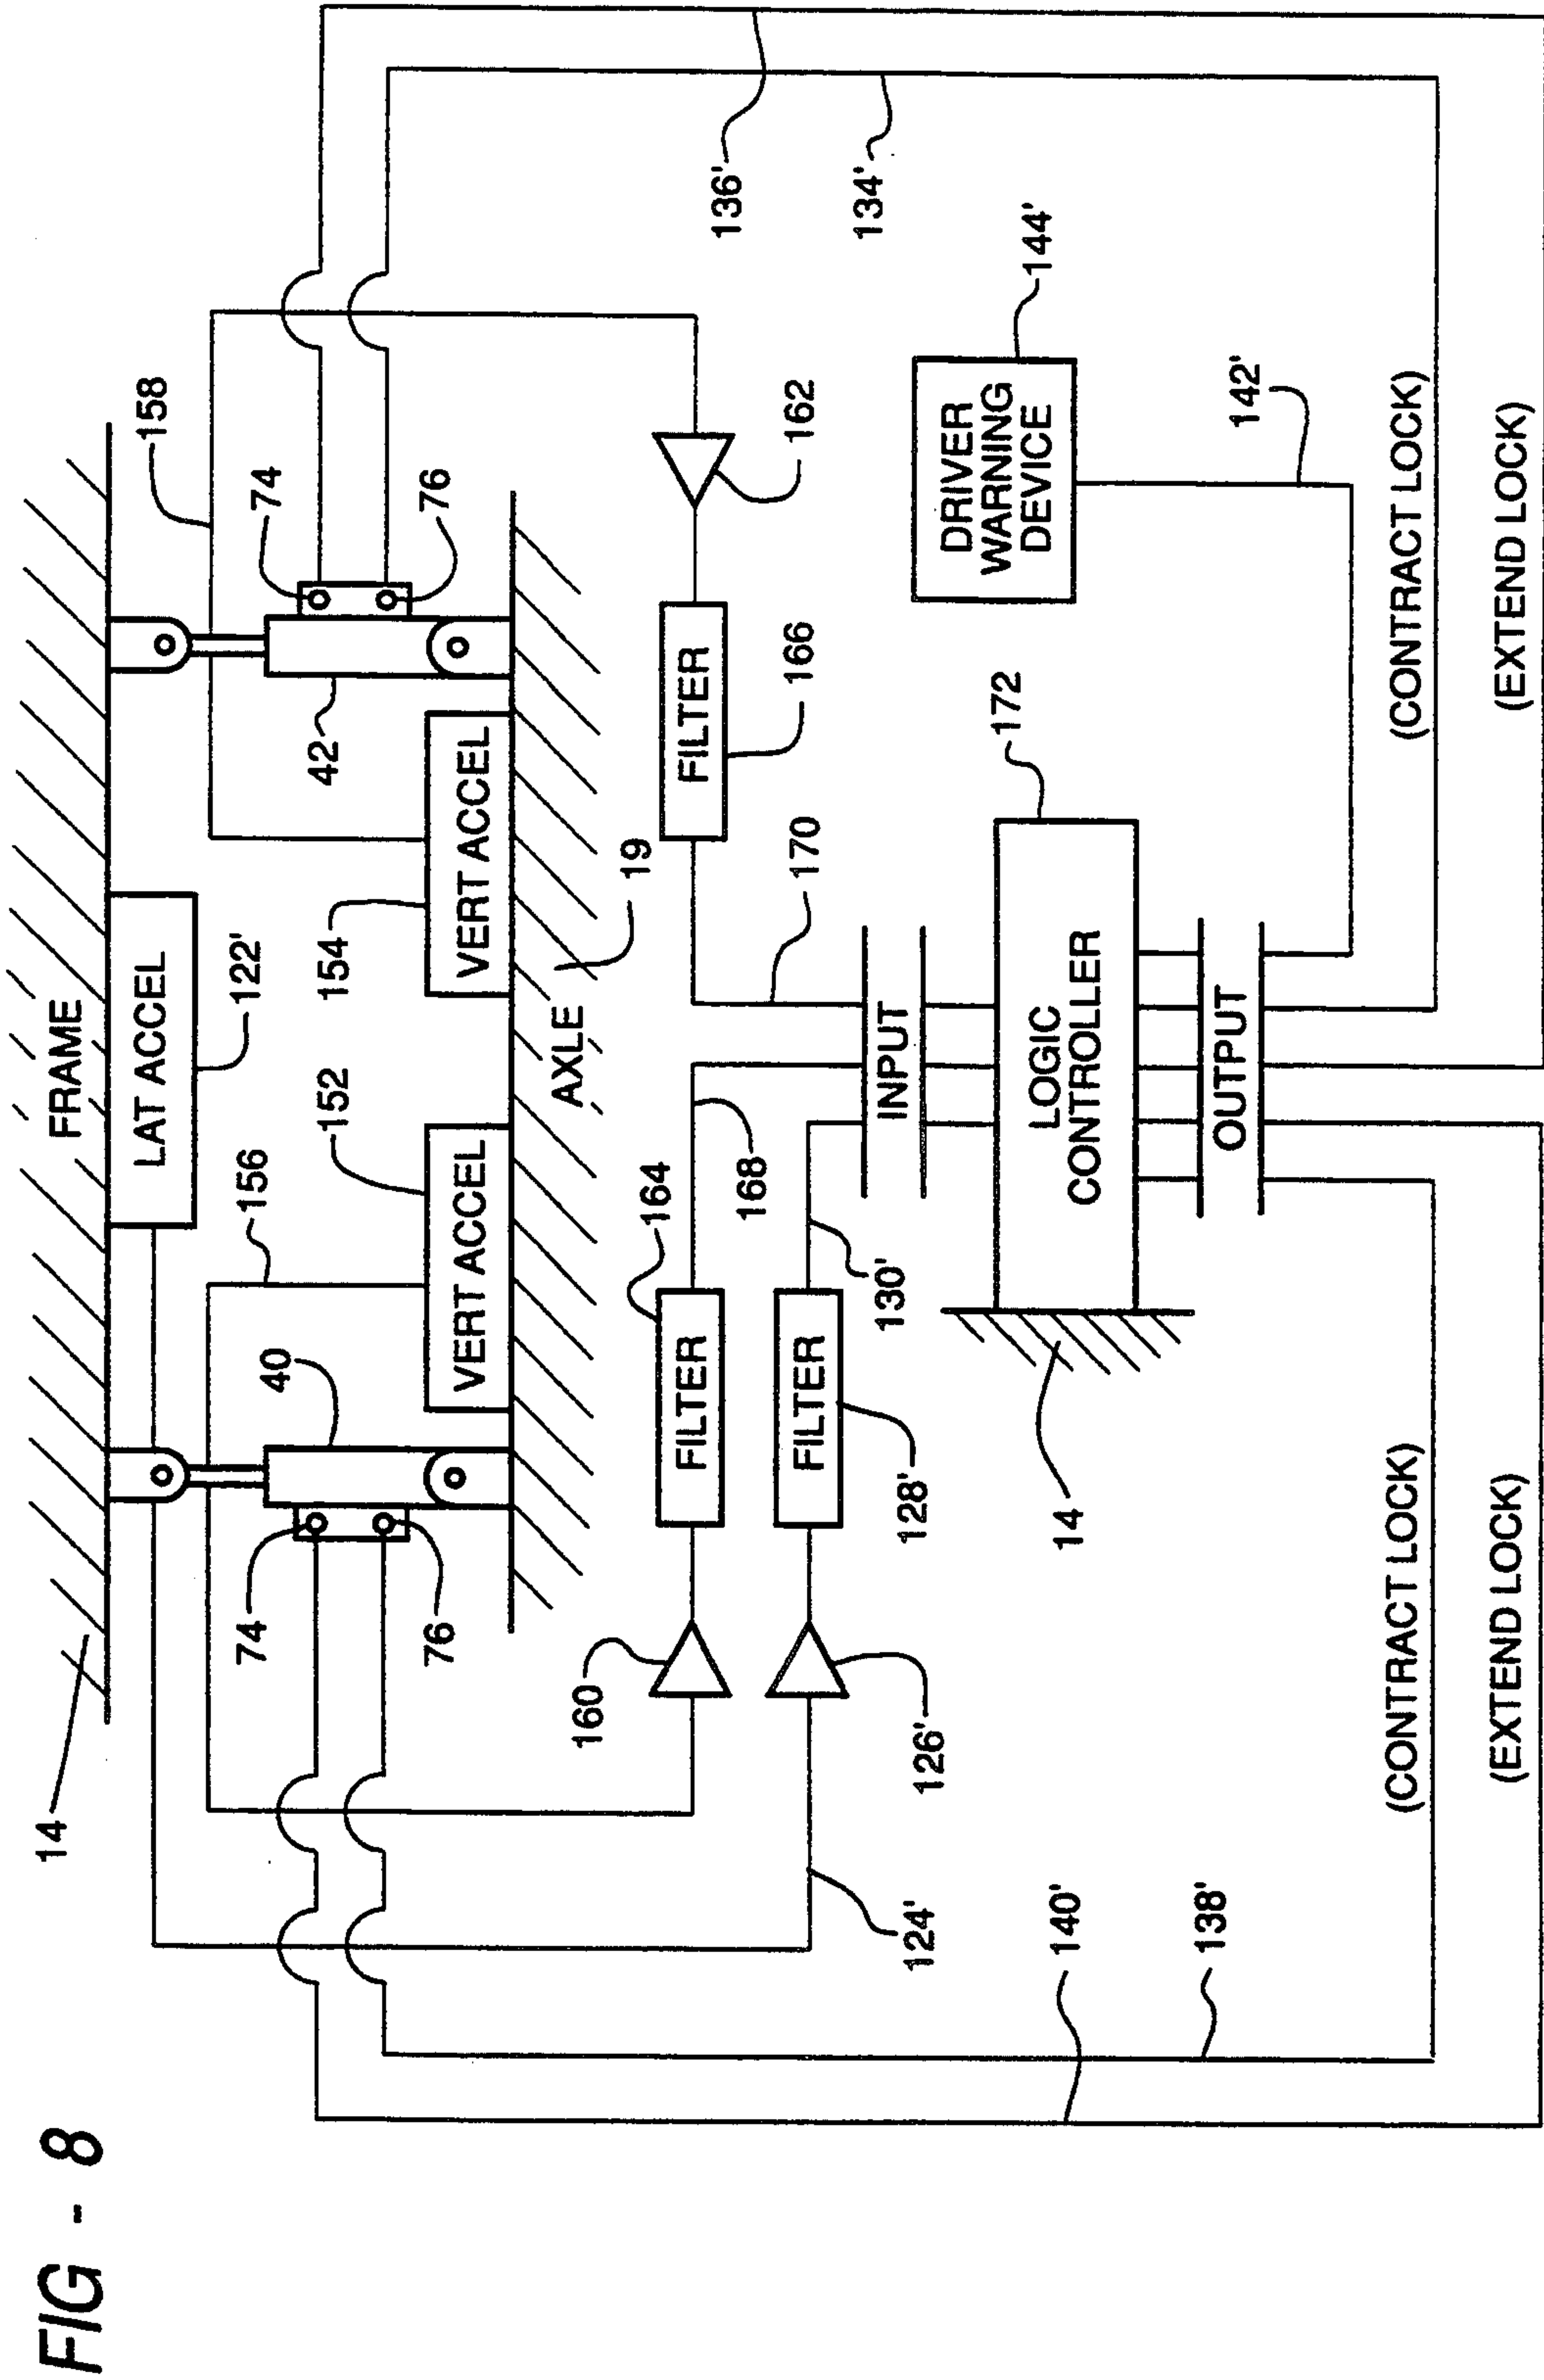 FIG - 8
14
FRAME
LAT ACCEL
122'
156
158
40
42
74
76
74
76
152
154
VERT ACCEL
VERT ACCEL
AXLE
19
160
164
FILTER
168
162
FILTER
166
170
124'
126'
FILTER
128'
130'
INPUT
LOGIC
CONTROLLER
172
14
OUTPUT
DRIVER
WARNING
DEVICE
144'
142'
136'
134'
140'
138'
(CONTRACT LOCK)
(EXTEND LOCK)
(CONTRACT LOCK)
(EXTEND LOCK)